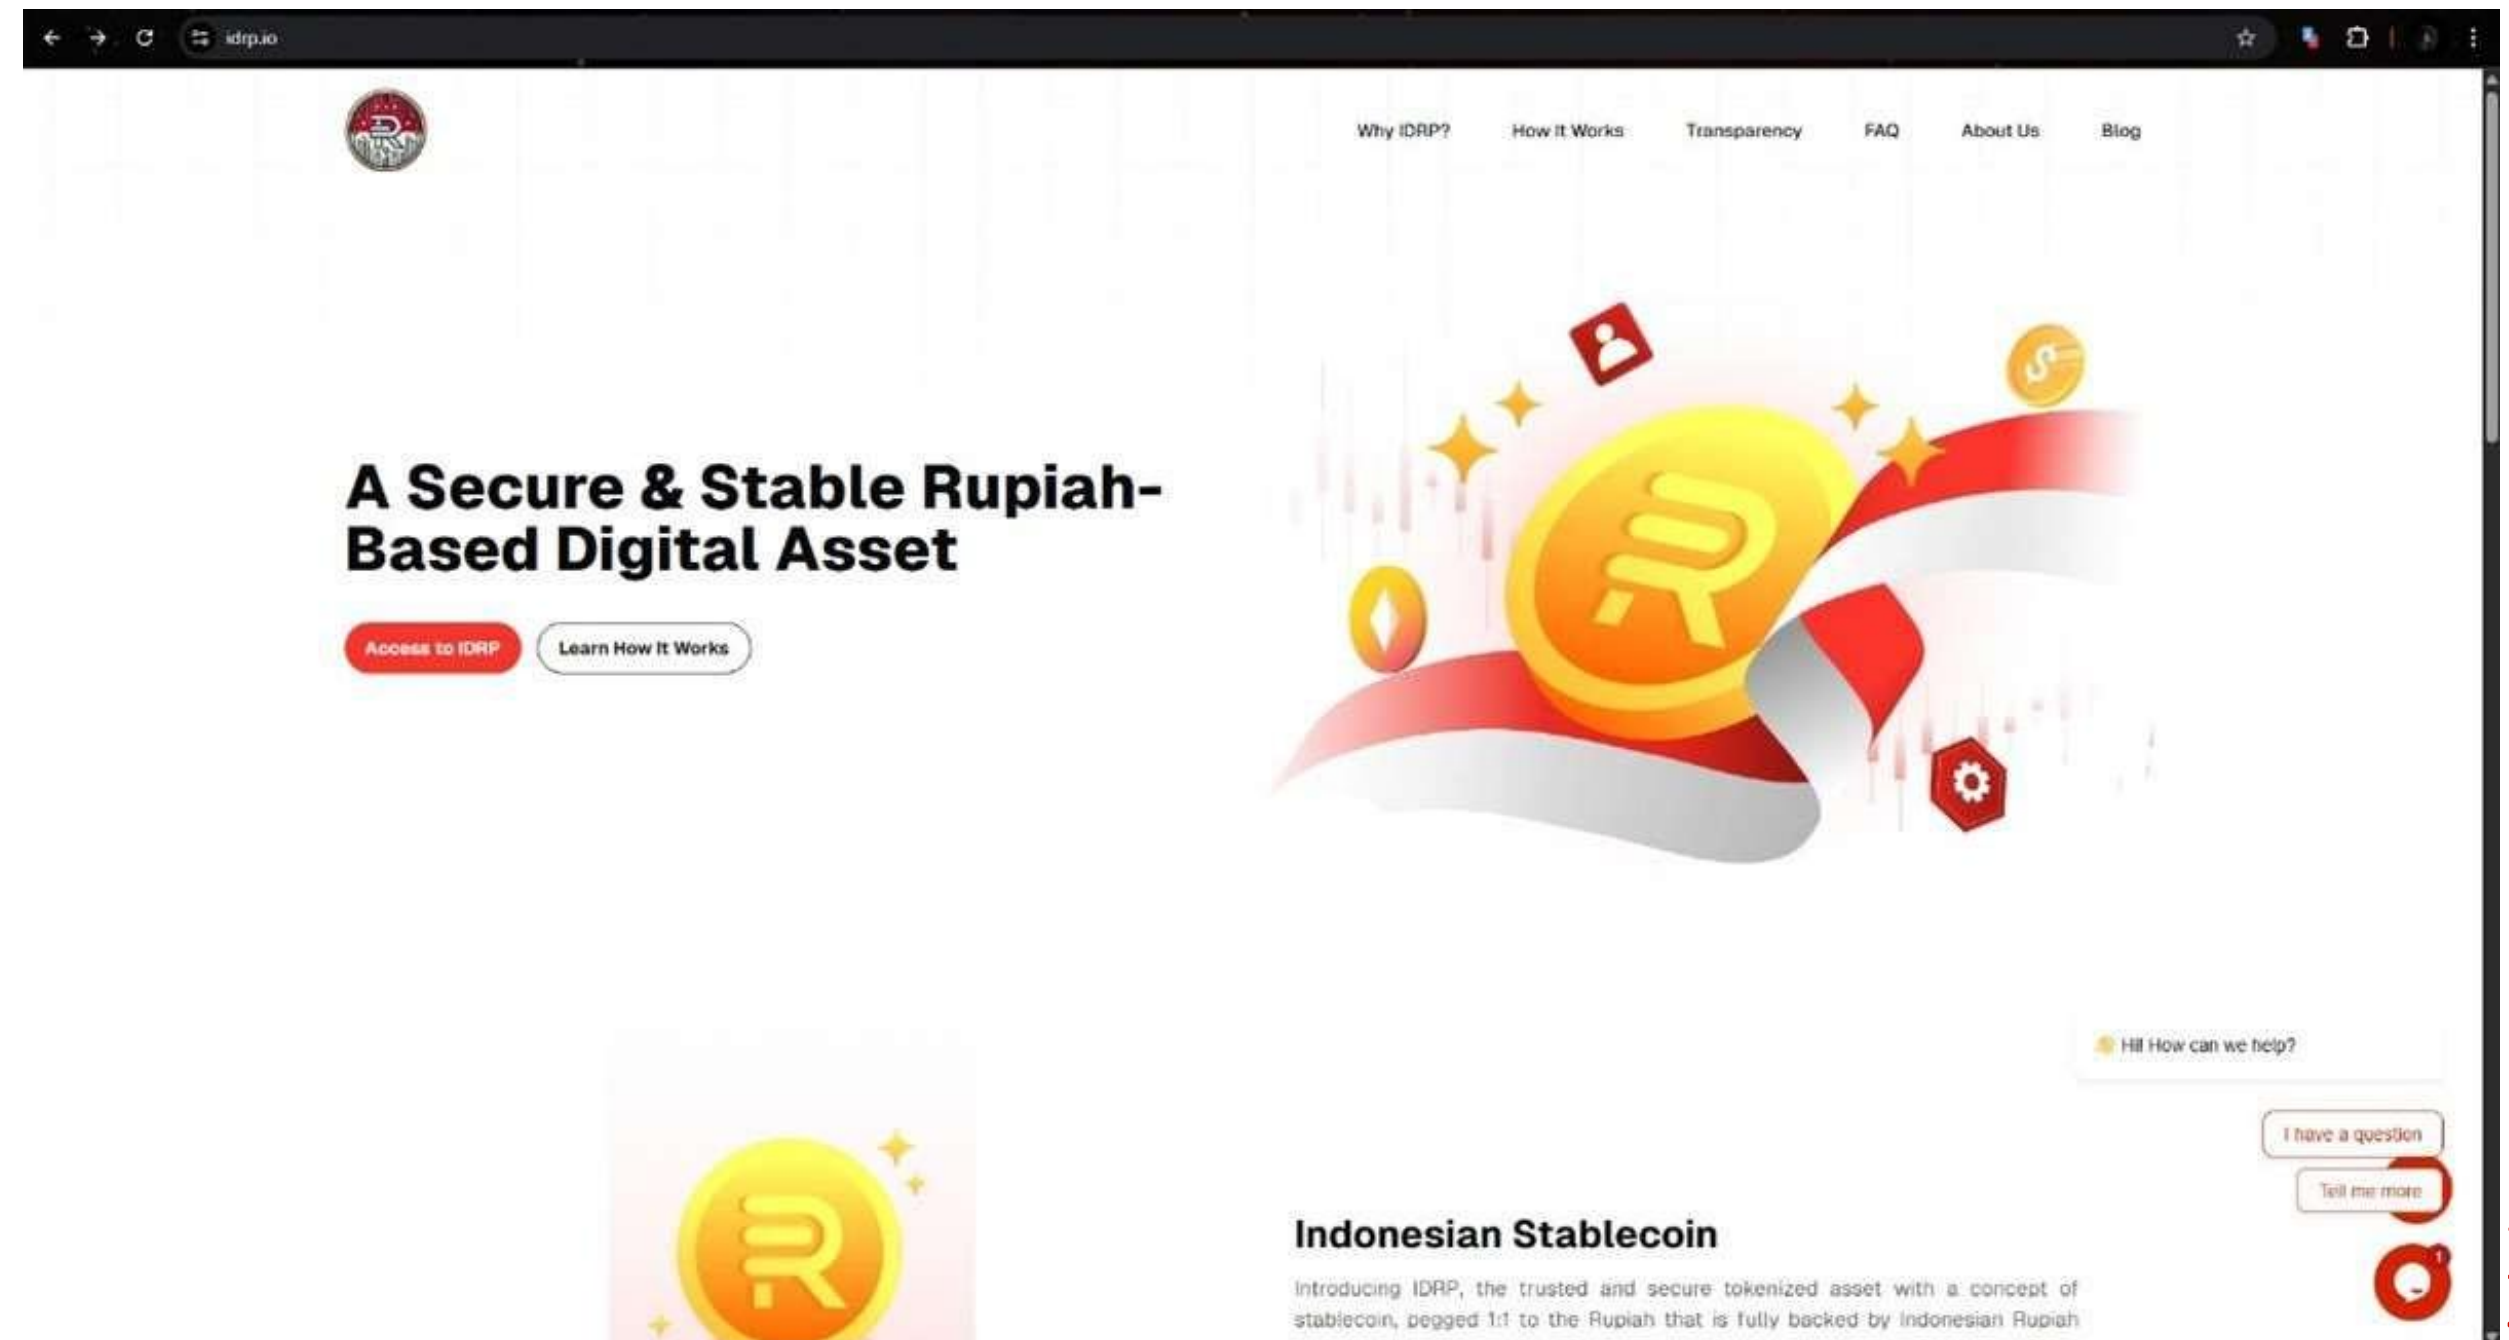 idrp.io
Why IDRP?
How It Works
Transparency
FAQ
About Us
Blog
A Secure & Stable Rupiah-
Based Digital Asset
Access to IDRP
Learn How It Works
👋 Hi! How can we help?
I have a question
Tell me more
1
Indonesian Stablecoin
Introducing IDRP, the trusted and secure tokenized asset with a concept of
stablecoin, pegged 1:1 to the Rupiah that is fully backed by Indonesian Rupiah